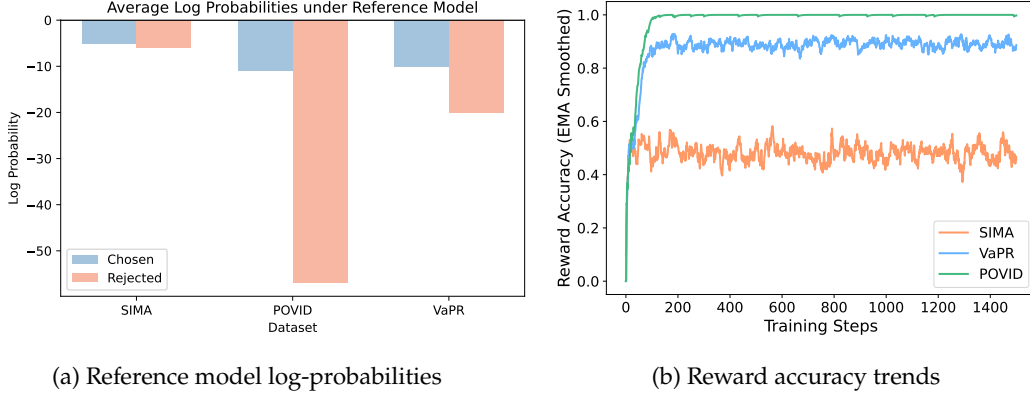 Average Log Probabilities under Reference Model
0
−10
−20
−30
−40
−50
Log Probability
Chosen
Rejected
SIMA
POVID
VaPR
Dataset
(a) Reference model log-probabilities
1.0
0.8
0.6
0.4
0.2
0.0
Reward Accuracy (EMA Smoothed)
SIMA
VaPR
POVID
0
200
400
600
800
1000
1200
1400
Training Steps
(b) Reward accuracy trends